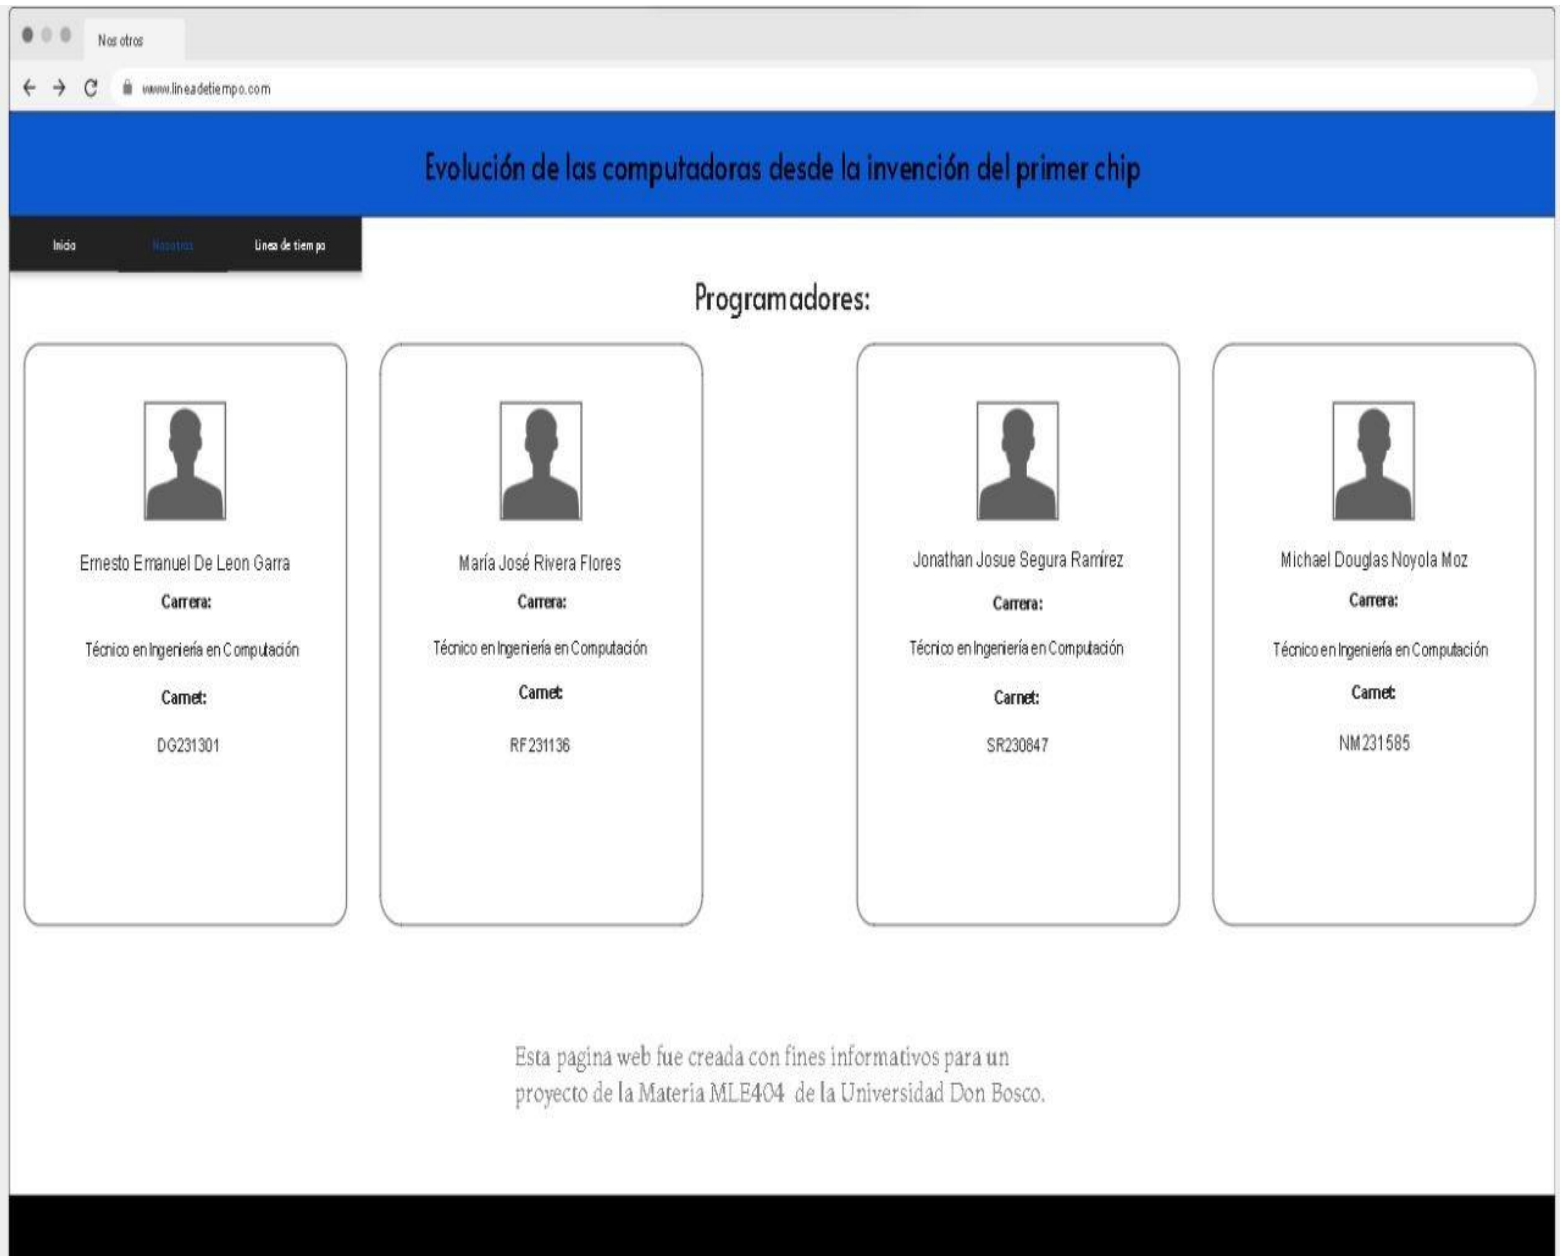 Nosotros
www.lineadetiempo.com
Evolución de las computadoras desde la invención del primer chip
Inicio Nosotros Linea de tiempo
Programadores:
Ernesto Emanuel De Leon Garra
Carrera:
Técnico en Ingeniería en Computación
Carnet:
DG231301
María José Rivera Flores
Carrera:
Técnico en Ingeniería en Computación
Carnet:
RF231136
Jonathan Josue Segura Ramírez
Carrera:
Técnico en Ingeniería en Computación
Carnet:
SR230847
Michael Douglas Noyola Moz
Carrera:
Técnico en Ingeniería en Computación
Carnet:
NM231585
Esta pagina web fue creada con fines informativos para un
proyecto de la Materia MLE404 de la Universidad Don Bosco.